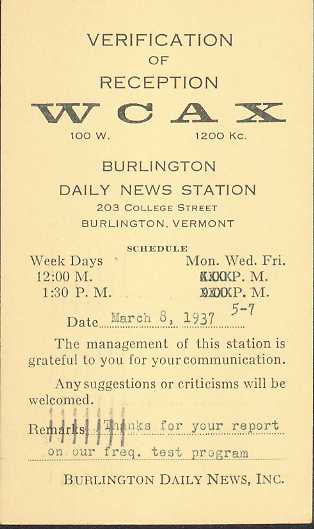 VERIFICATION
OF
RECEPTION
WCAX
100 W. 1200 Kc.
BURLINGTON
DAILY NEWS STATION
203 COLLEGE STREET
BURLINGTON, VERMONT
SCHEDULE
Week Days Mon. Wed. Fri.
12:00 M. P. M.
1:30 P. M. P. M.
5-7
Date March 8, 1937
The management of this station is
grateful to you for your communication.
Any suggestions or criticisms will be
welcomed.
Remarks Thanks for your report
on our freq. test program
BURLINGTON DAILY NEWS, INC.